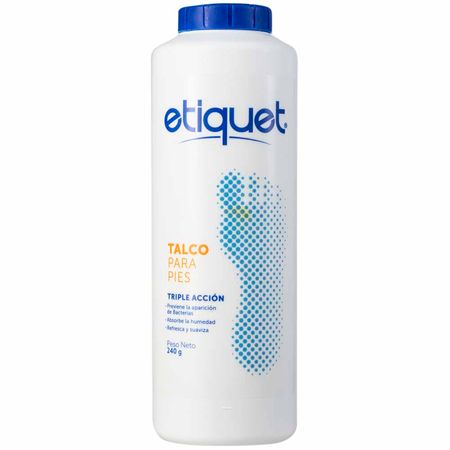 etiquet®
TALCO
PARA
PIES
TRIPLE ACCIÓN
• Previene la aparición
de Bacterias
• Absorbe la humedad
• Refresca y suaviza
Peso Neto
240 g